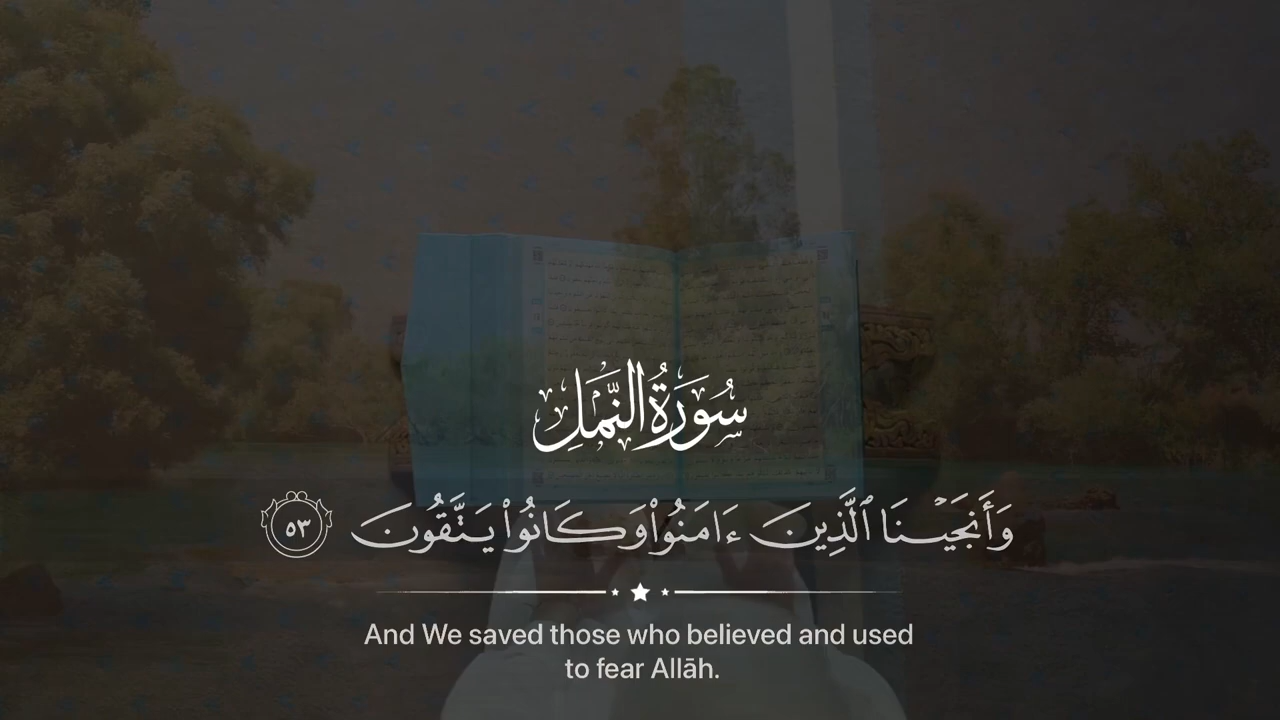 سُورَةُ النَّمْلِ
وَأَنجَيْنَا ٱلَّذِينَ ءَامَنُوا۟ وَكَانُوا۟ يَتَّقُونَ ٥٣
And We saved those who believed and used
to fear Allāh.